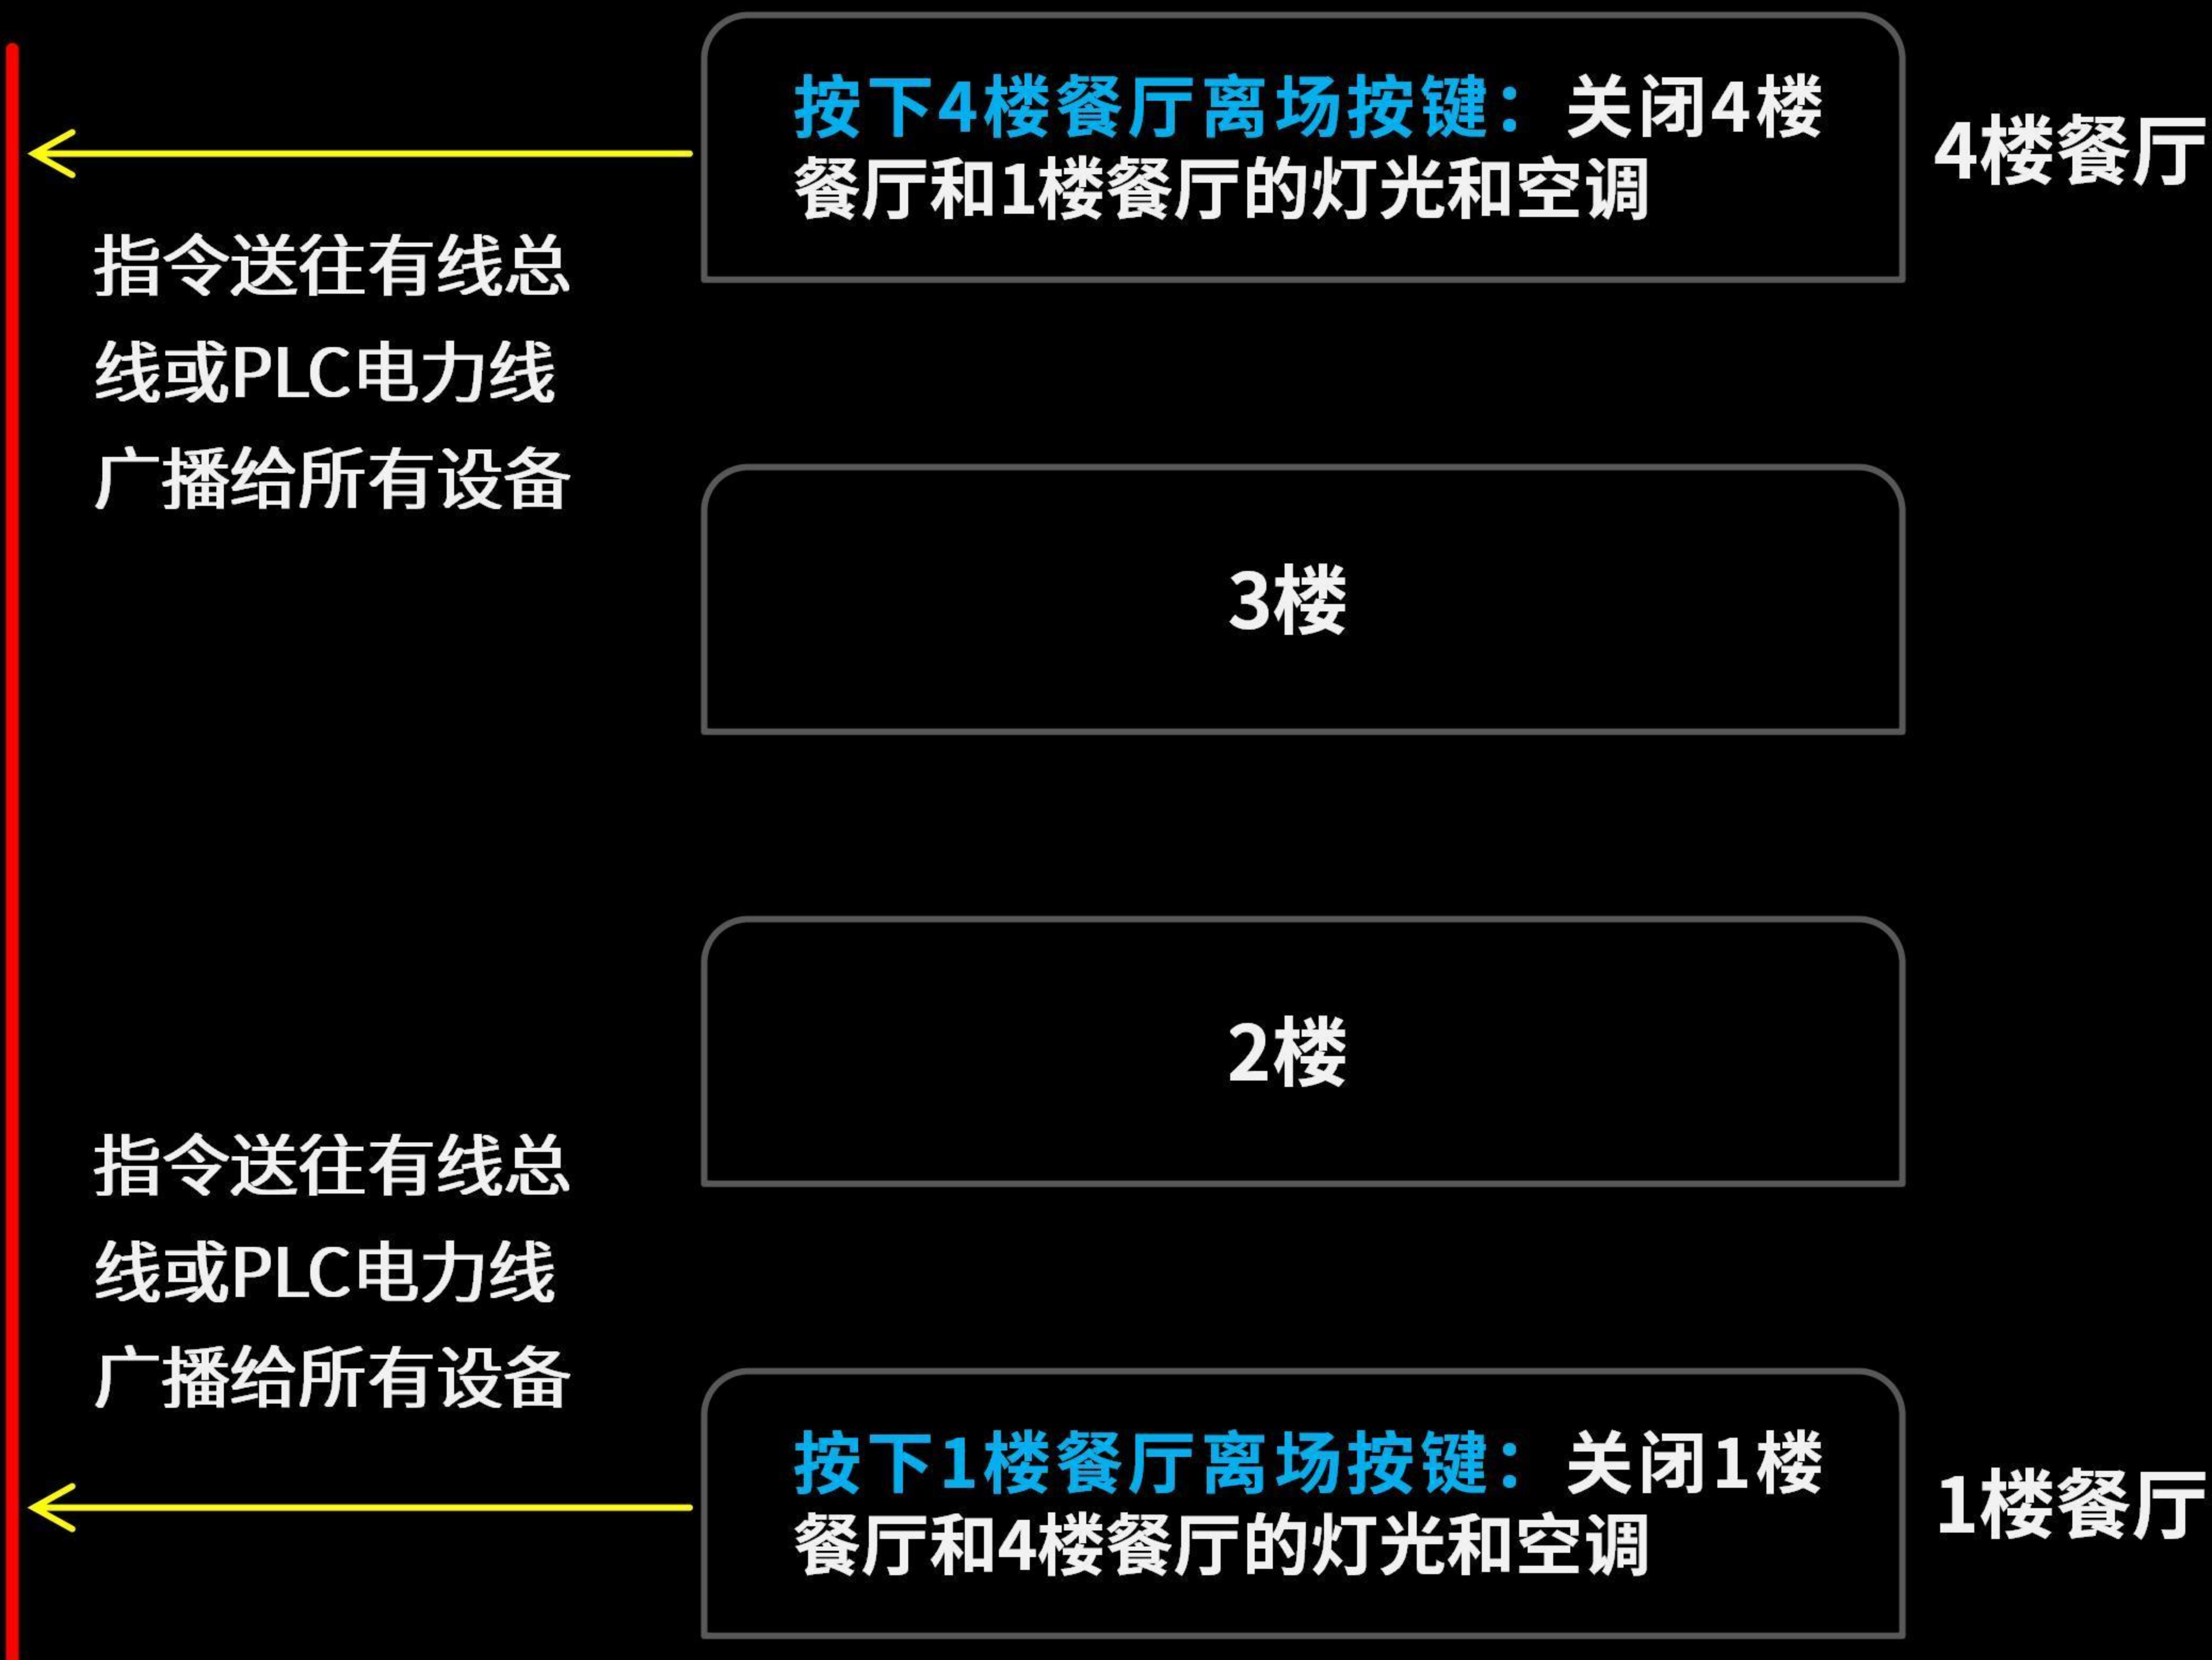 按下4楼餐厅离场按键：关闭4楼
餐厅和1楼餐厅的灯光和空调
4楼餐厅
指令送往有线总
线或PLC电力线
广播给所有设备
3楼
2楼
指令送往有线总
线或PLC电力线
广播给所有设备
按下1楼餐厅离场按键：关闭1楼
餐厅和4楼餐厅的灯光和空调
1楼餐厅